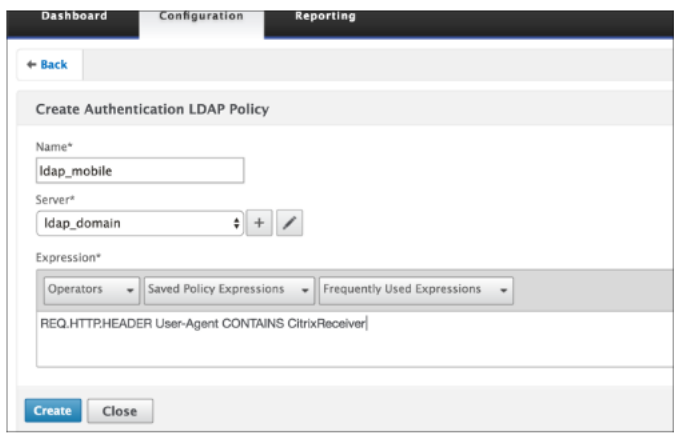 Dashboard Configuration Reporting
← Back
Create Authentication LDAP Policy
Name*
ldap_mobile
Server*
ldap_domain +
Expression*
Operators Saved Policy Expressions Frequently Used Expressions
REQ.HTTP.HEADER User-Agent CONTAINS CitrixReceiver
Create Close